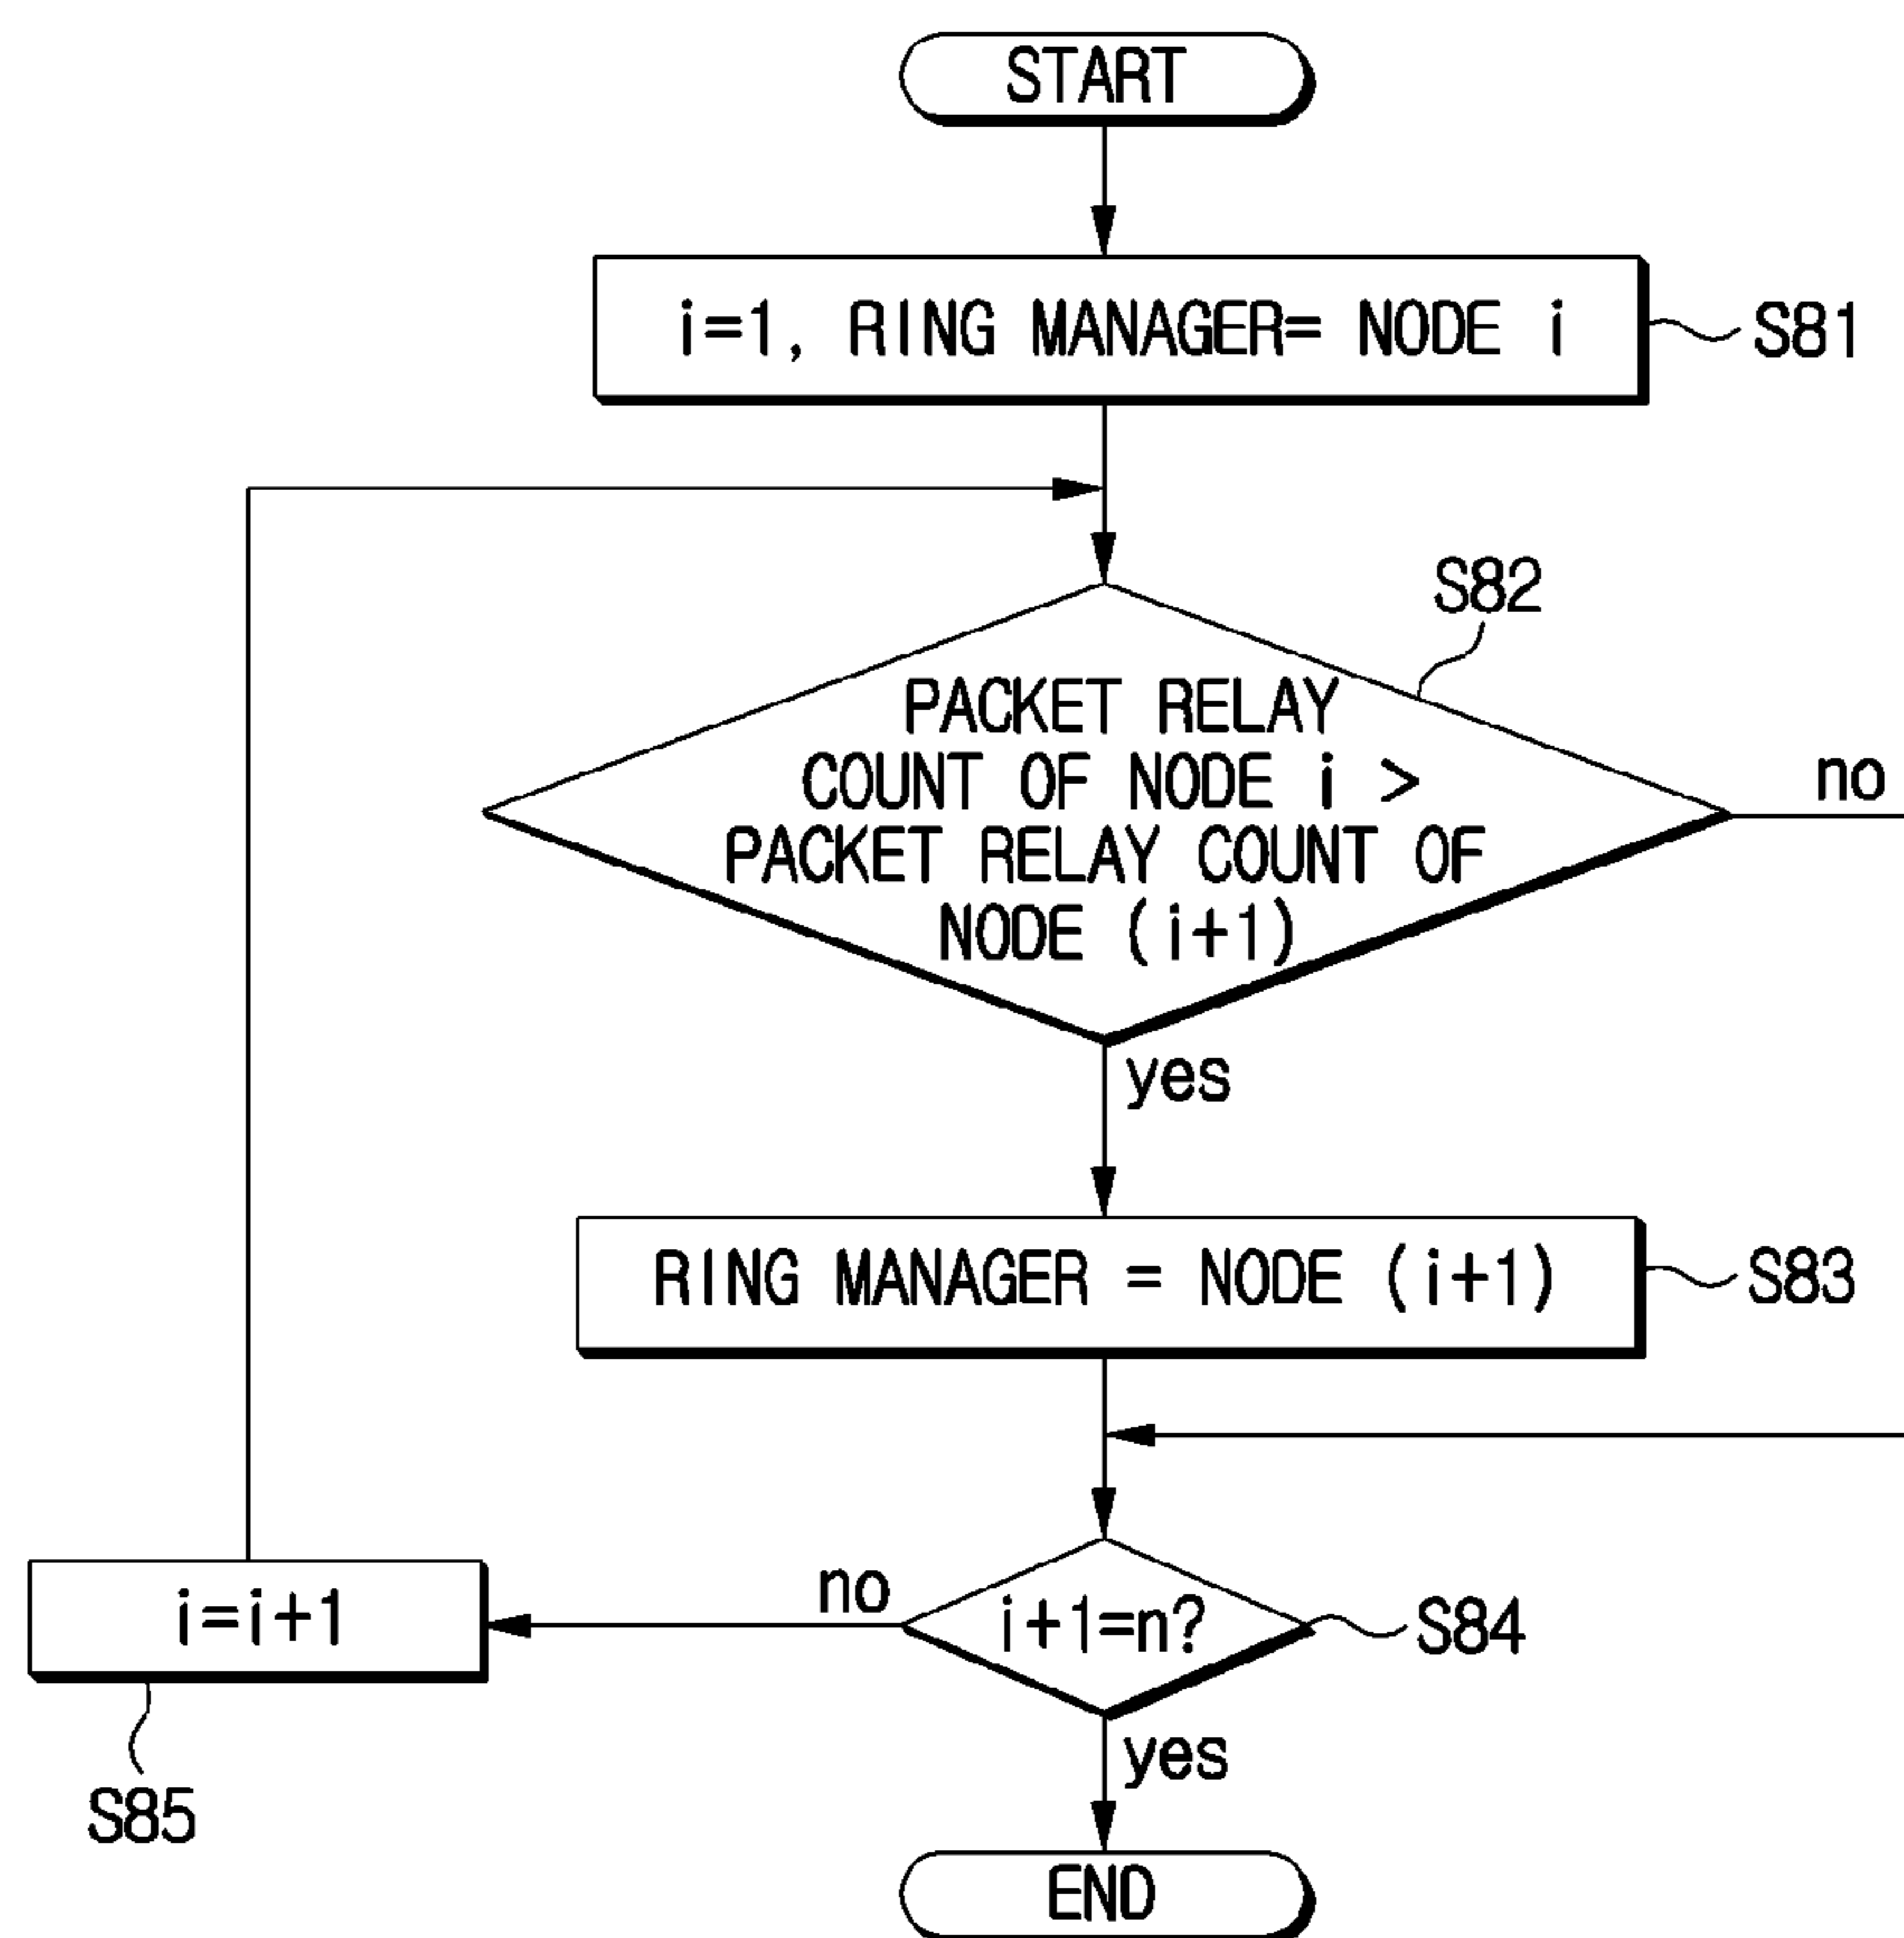 START
i=1, RING MANAGER= NODE i
S81
S82
PACKET RELAY
COUNT OF NODE i >
PACKET RELAY COUNT OF
NODE (i+1)
no
yes
RING MANAGER = NODE (i+1)
S83
i=i+1
no
i+1=n?
S84
yes
S85
END